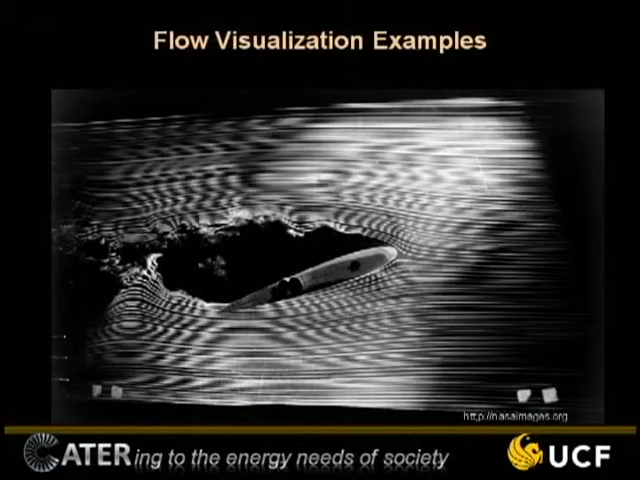 Flow Visualization Examples
http://nasaimages.org
CATERing to the energy needs of society
UCF